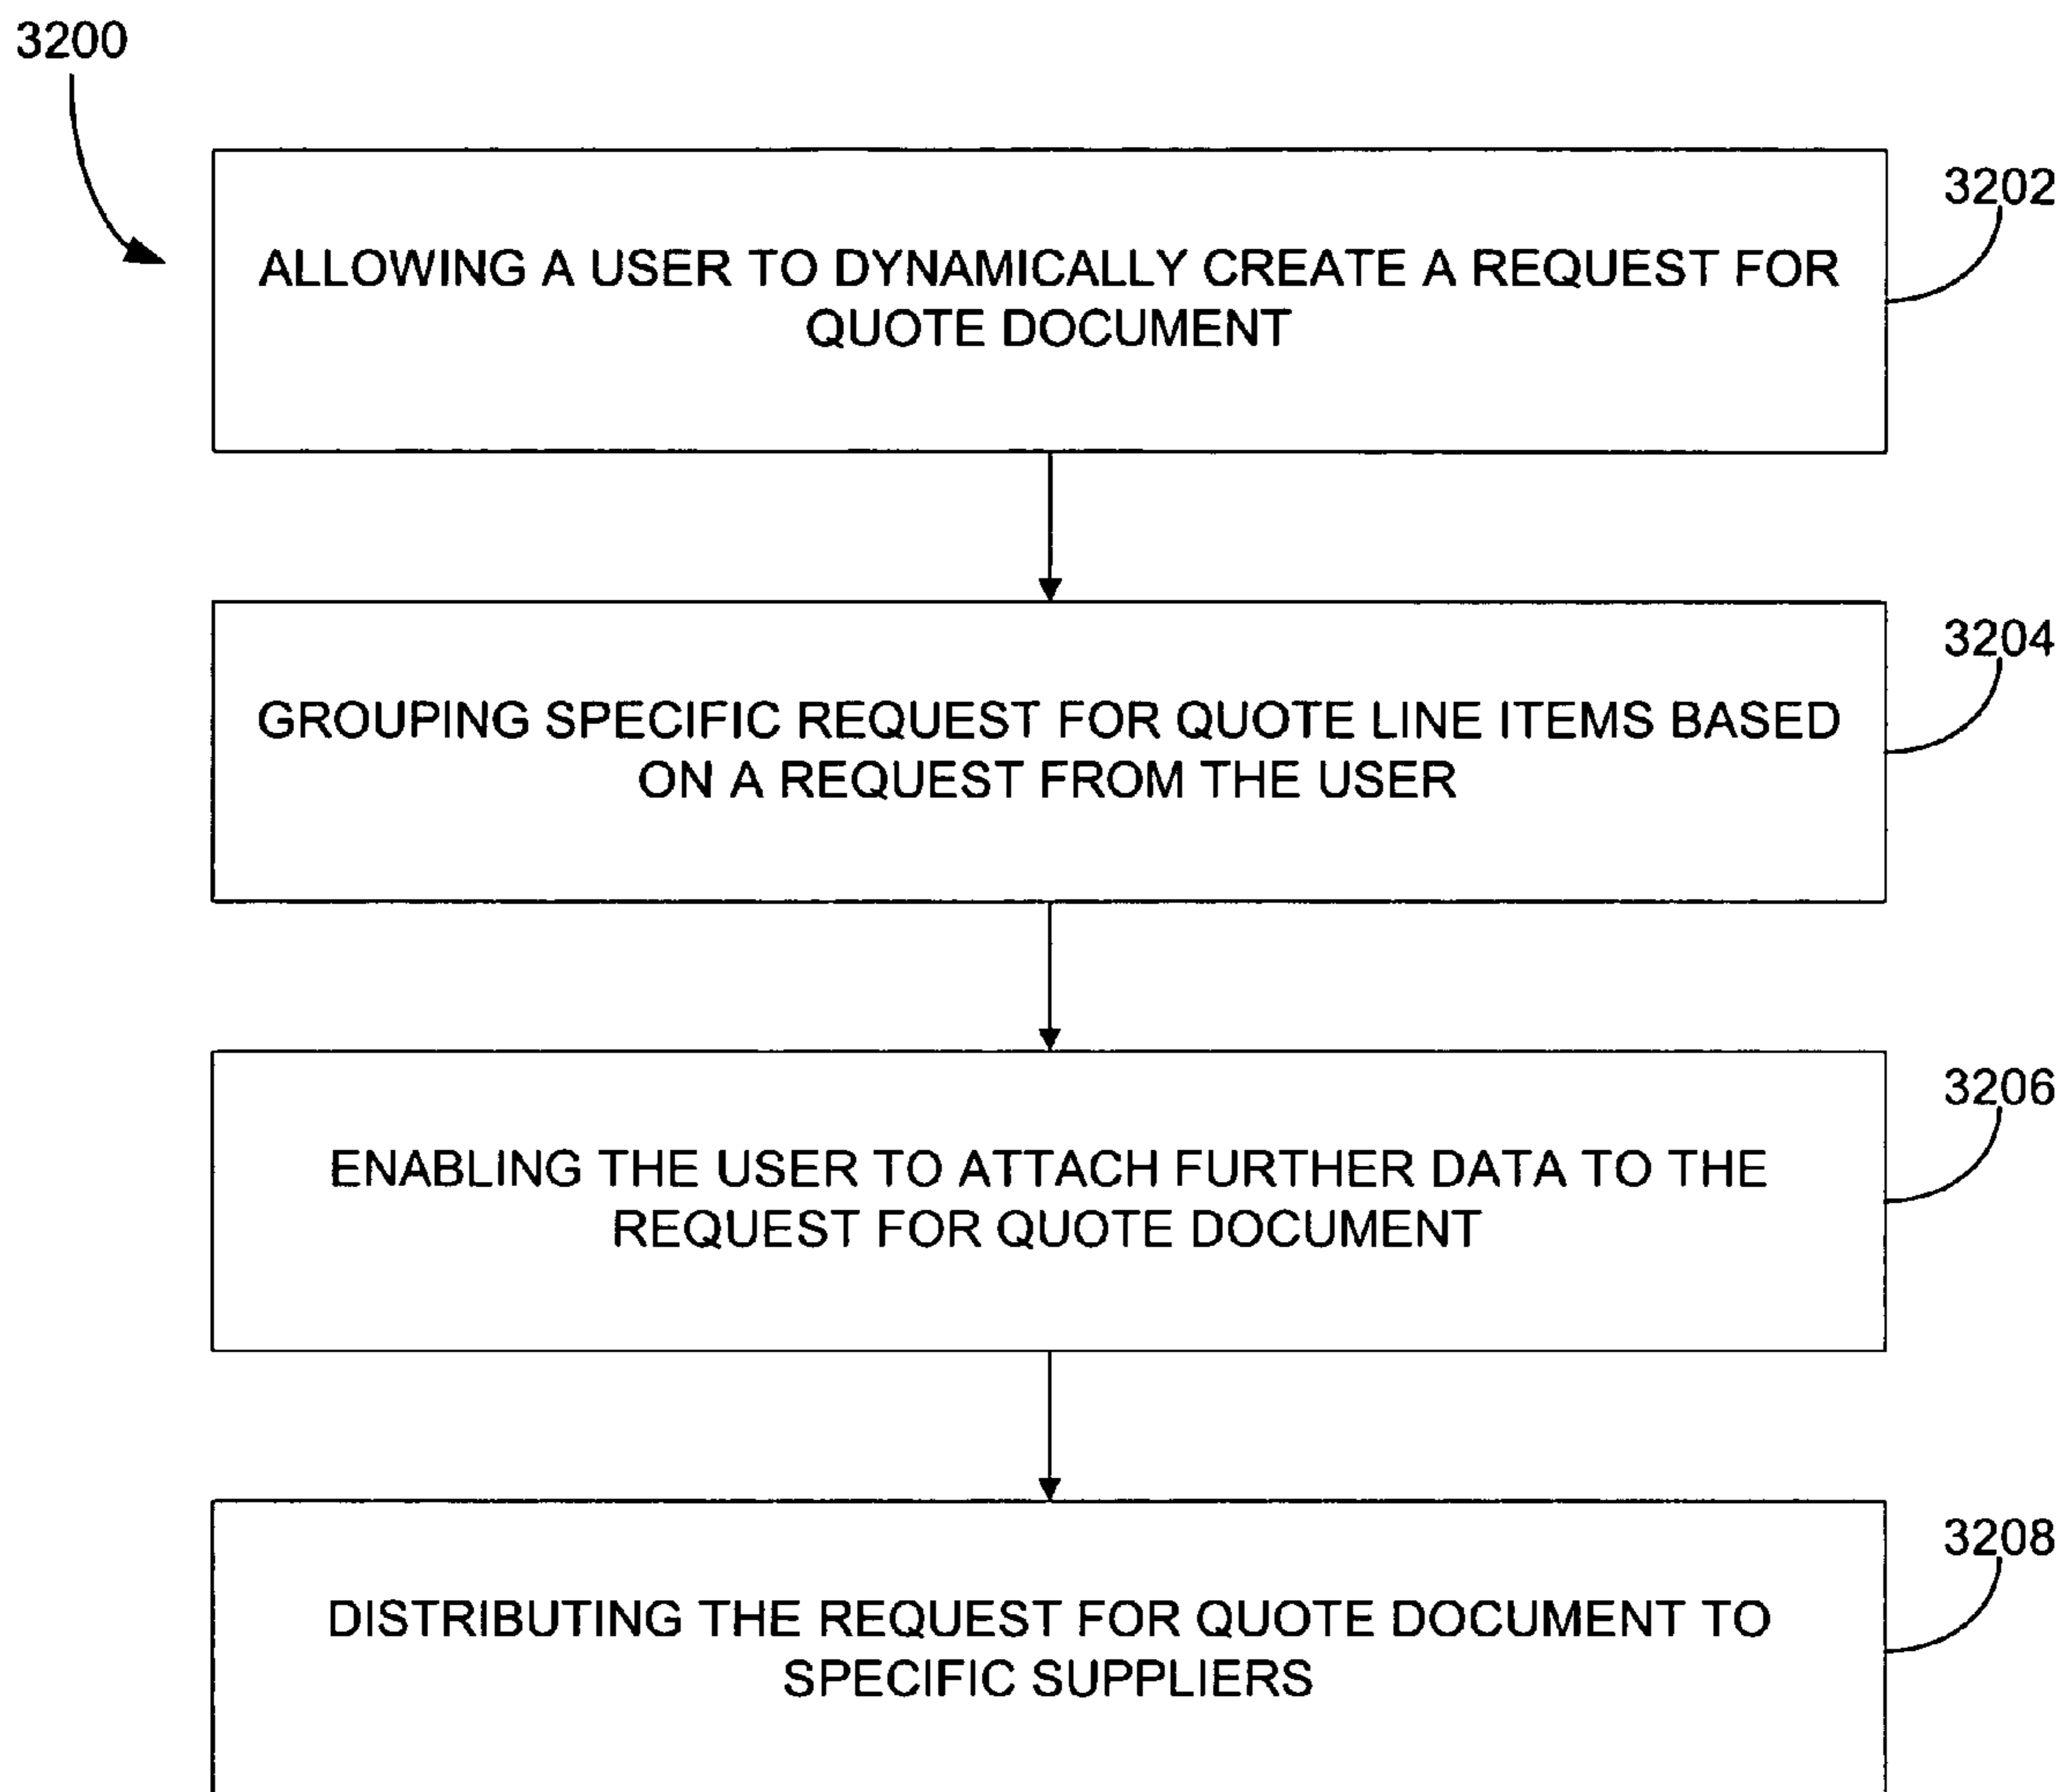 3200
3202
ALLOWING A USER TO DYNAMICALLY CREATE A REQUEST FOR
QUOTE DOCUMENT
3204
GROUPING SPECIFIC REQUEST FOR QUOTE LINE ITEMS BASED
ON A REQUEST FROM THE USER
3206
ENABLING THE USER TO ATTACH FURTHER DATA TO THE
REQUEST FOR QUOTE DOCUMENT
3208
DISTRIBUTING THE REQUEST FOR QUOTE DOCUMENT TO
SPECIFIC SUPPLIERS